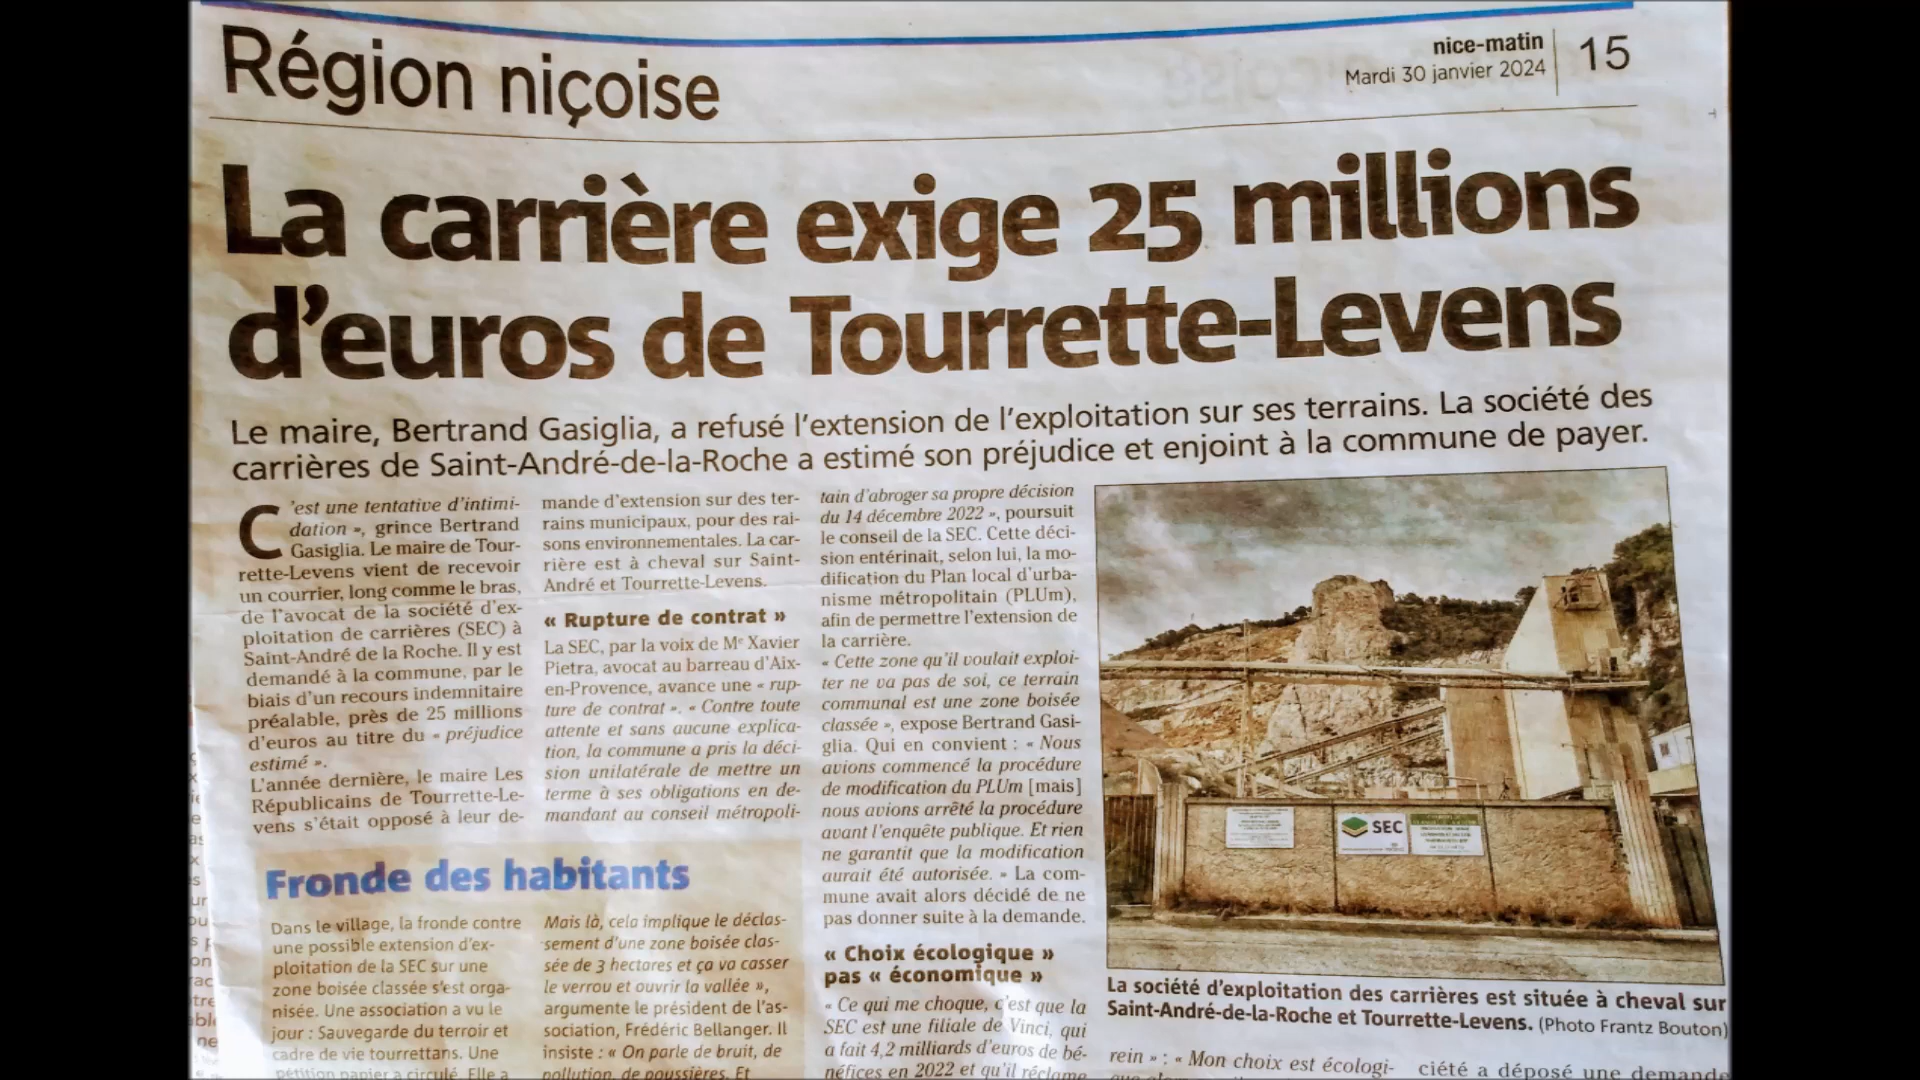 Région niçoise
nice-matin
Mardi 30 janvier 2024
15
La carrière exige 25 millions
d'euros de Tourrette-Levens
Le maire, Bertrand Gasiglia, a refusé l'extension de l'exploitation sur ses terrains. La société des
carrières de Saint-André-de-la-Roche a estimé son préjudice et enjoint à la commune de payer.
C'est une tentative d'intimi-
dation », grince Bertrand
Gasiglia. Le maire de Tour-
rette-Levens vient de recevoir
un courrier, long comme le bras,
de l'avocat de la société d'ex-
ploitation de carrières (SEC) à
Saint-André de la Roche. Il y est
demandé à la commune, par le
biais d'un recours indemnitaire
préalable, près de 25 millions
d'euros au titre du « préjudice
estimé ».
L'année dernière, le maire Les
Républicains de Tourrette-Le-
vens s'était opposé à leur de-
mande d'extension sur des ter-
rains municipaux, pour des rai-
sons environnementales. La car-
rière est à cheval sur Saint-
André et Tourrette-Levens.
« Rupture de contrat »
La SEC, par la voix de Me Xavier
Pietra, avocat au barreau d'Aix-
en-Provence, avance une « rup-
ture de contrat ». « Contre toute
attente et sans aucune explica-
tion, la commune a pris la déci-
sion unilatérale de mettre un
terme à ses obligations en de-
mandant au conseil métropoli-
tain d'abroger sa propre décision
du 14 décembre 2022 », poursuit
le conseil de la SEC. Cette déci-
sion entérinait, selon lui, la mo-
dification du Plan local d'urba-
nisme métropolitain (PLUm),
afin de permettre l'extension de
la carrière.
« Cette zone qu'il voulait exploi-
ter ne va pas de soi, ce terrain
communal est une zone boisée
classée », expose Bertrand Gasi-
glia. Qui en convient : « Nous
avions commencé la procédure
de modification du PLUm [mais]
nous avions arrêté la procédure
avant l'enquête publique. Et rien
ne garantit que la modification
aurait été autorisée. » La com-
mune avait alors décidé de ne
pas donner suite à la demande.
« Choix écologique »
pas « économique »
« Ce qui me choque, c'est que la
SEC est une filiale de Vinci, qui
a fait 4,2 milliards d'euros de bé-
néfices en 2022 et qu'il réclame
SEC
La société d'exploitation des carrières est située à cheval sur
Saint-André-de-la-Roche et Tourrette-Levens. (Photo Frantz Bouton)
rein » : « Mon choix est écologi-
ciété a déposé une demande
Fronde des habitants
Dans le village, la fronde contre
une possible extension d'ex-
ploitation de la SEC sur une
zone boisée classée s'est orga-
nisée. Une association a vu le
jour : Sauvegarde du terroir et
cadre de vie tourrettans. Une
pétition papier a circulé. Elle a
Mais là, cela implique le déclas-
sement d'une zone boisée clas-
sée de 3 hectares et ça va casser
le verrou et ouvrir la vallée »,
argumente le président de l'as-
sociation, Frédéric Bellanger. Il
insiste : « On parle de bruit, de
pollution, de poussières. Et